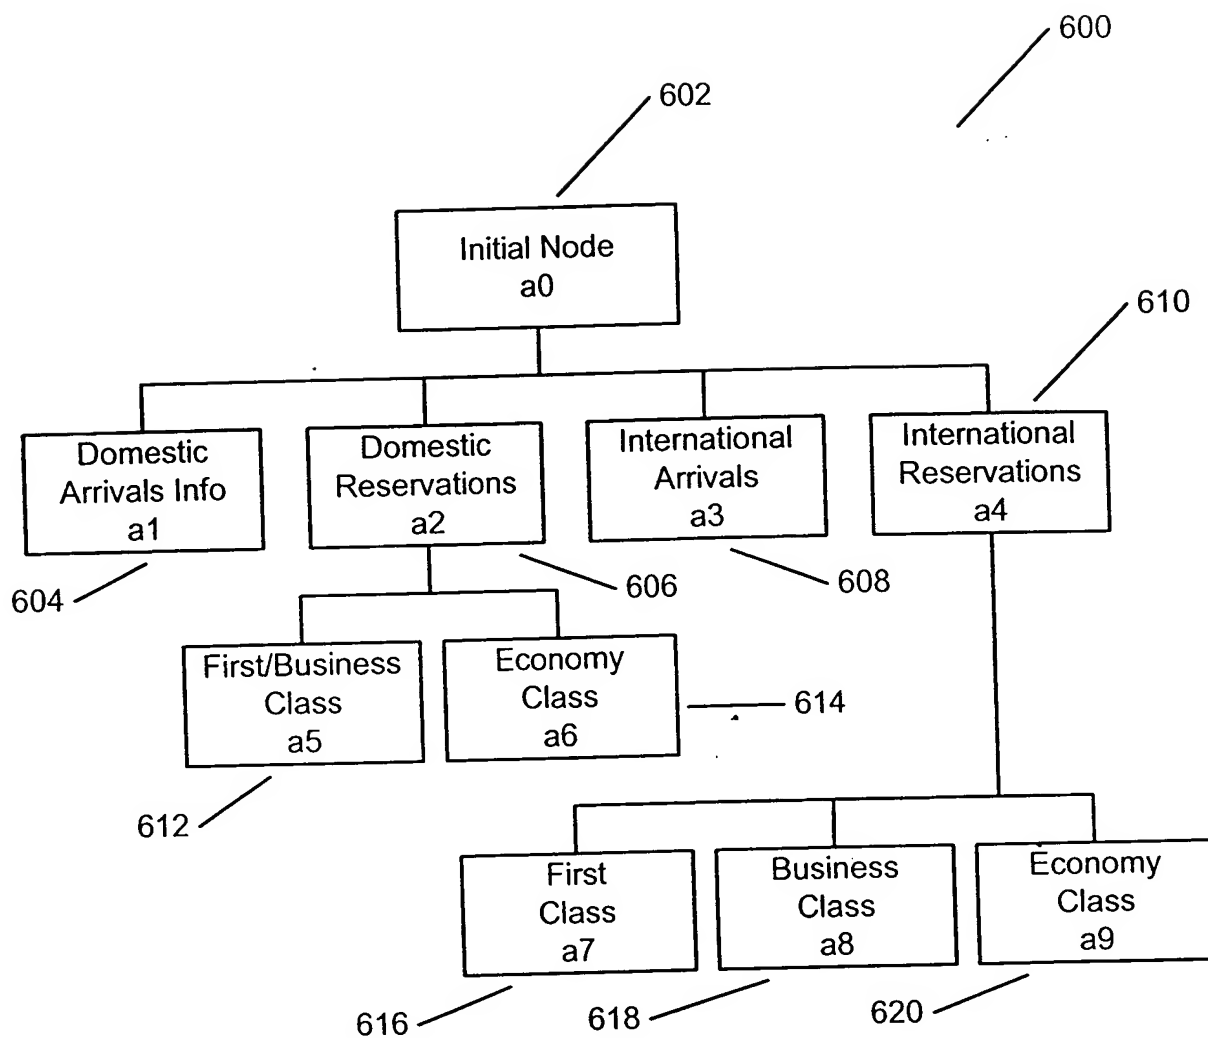 600
602
Initial Node
a0
610
Domestic
Arrivals Info
a1
Domestic
Reservations
a2
International
Arrivals
a3
International
Reservations
a4
604
606
608
First/Business
Class
a5
Economy
Class
a6
614
612
First
Class
a7
Business
Class
a8
Economy
Class
a9
616
618
620